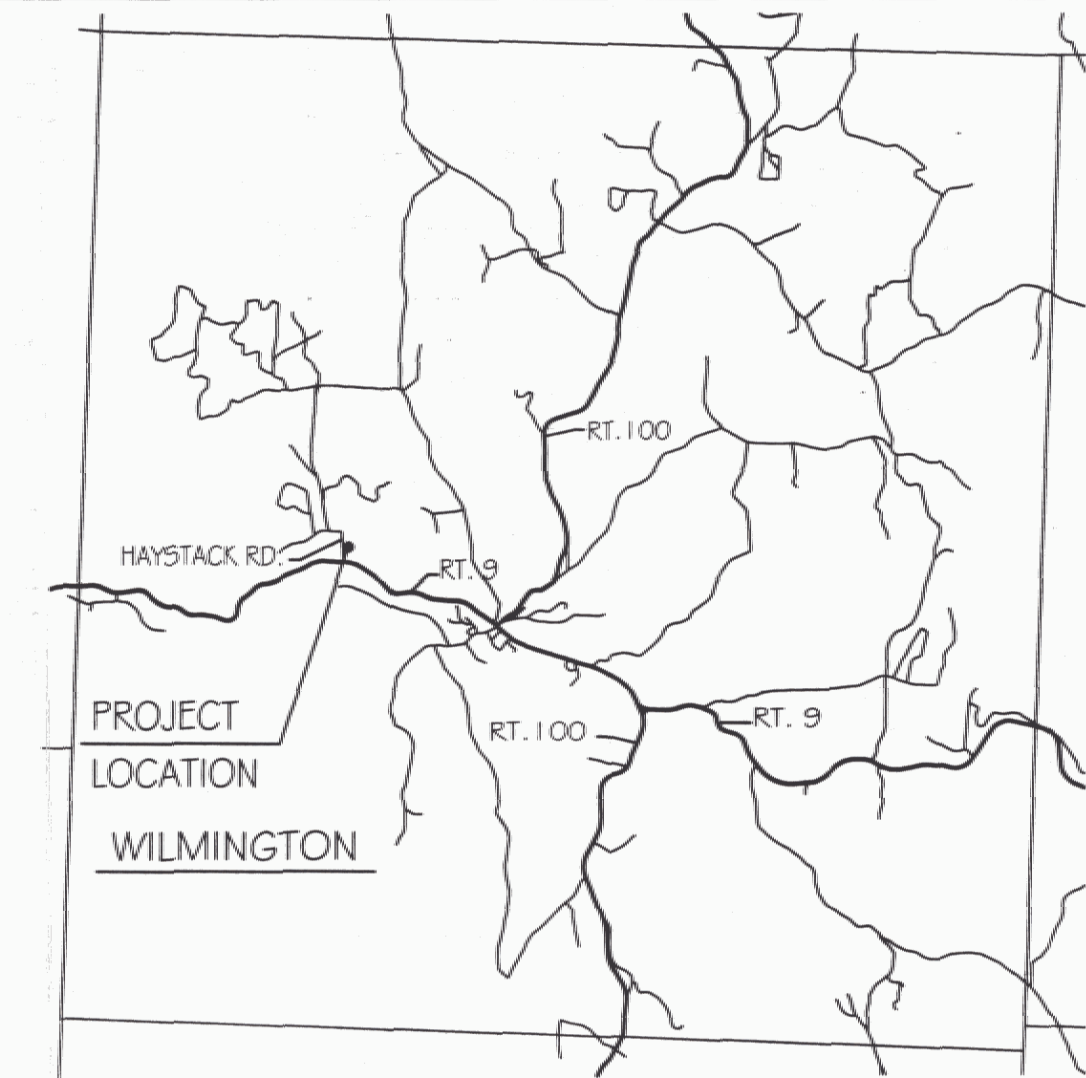 RT. 100
HAYSTACK RD.
RT. 9
PROJECT
LOCATION
RT. 100
RT. 9
WILMINGTON